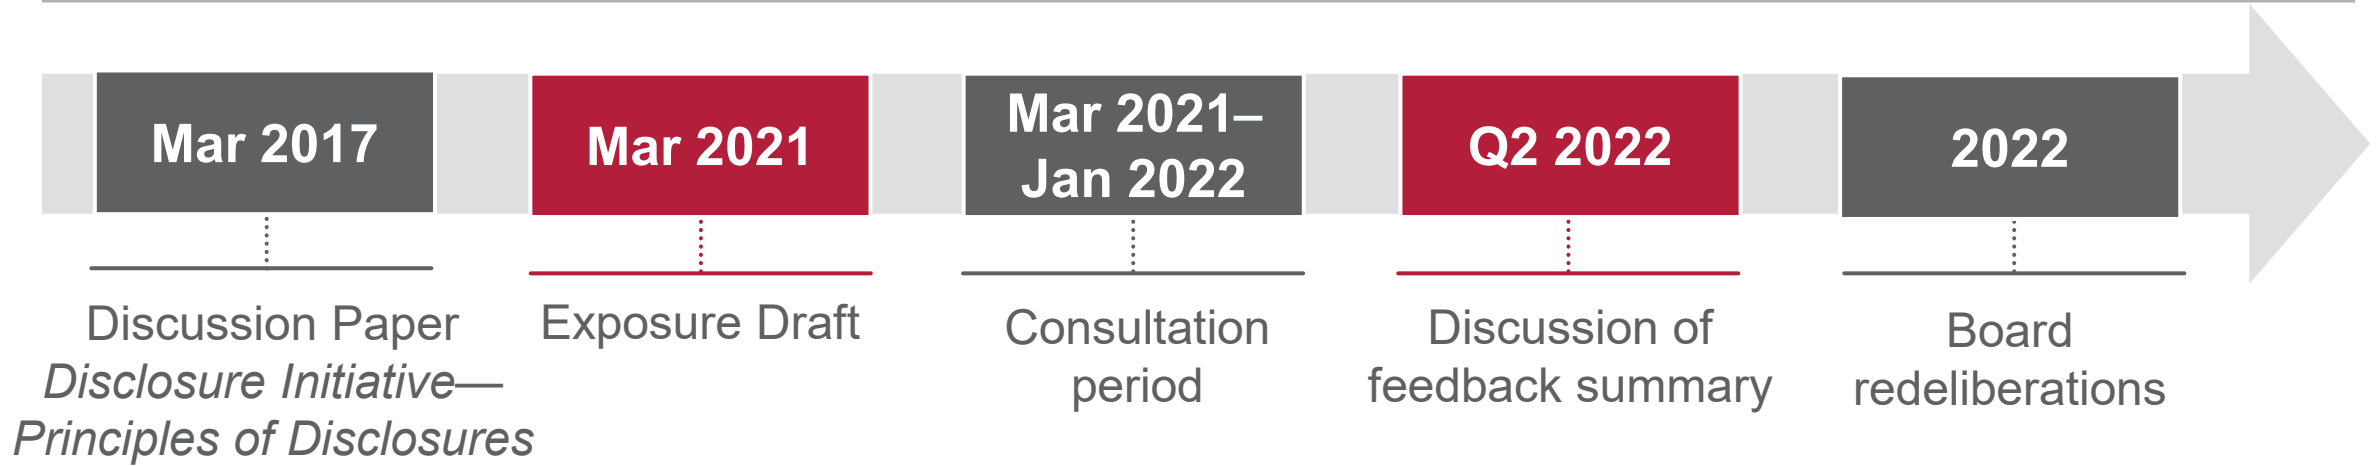 Mar 2017
Mar 2021
Mar 2021–
Jan 2022
Q2 2022
2022
Discussion Paper
Disclosure Initiative—
Principles of Disclosures
Exposure Draft
Consultation
period
Discussion of
feedback summary
Board
redeliberations